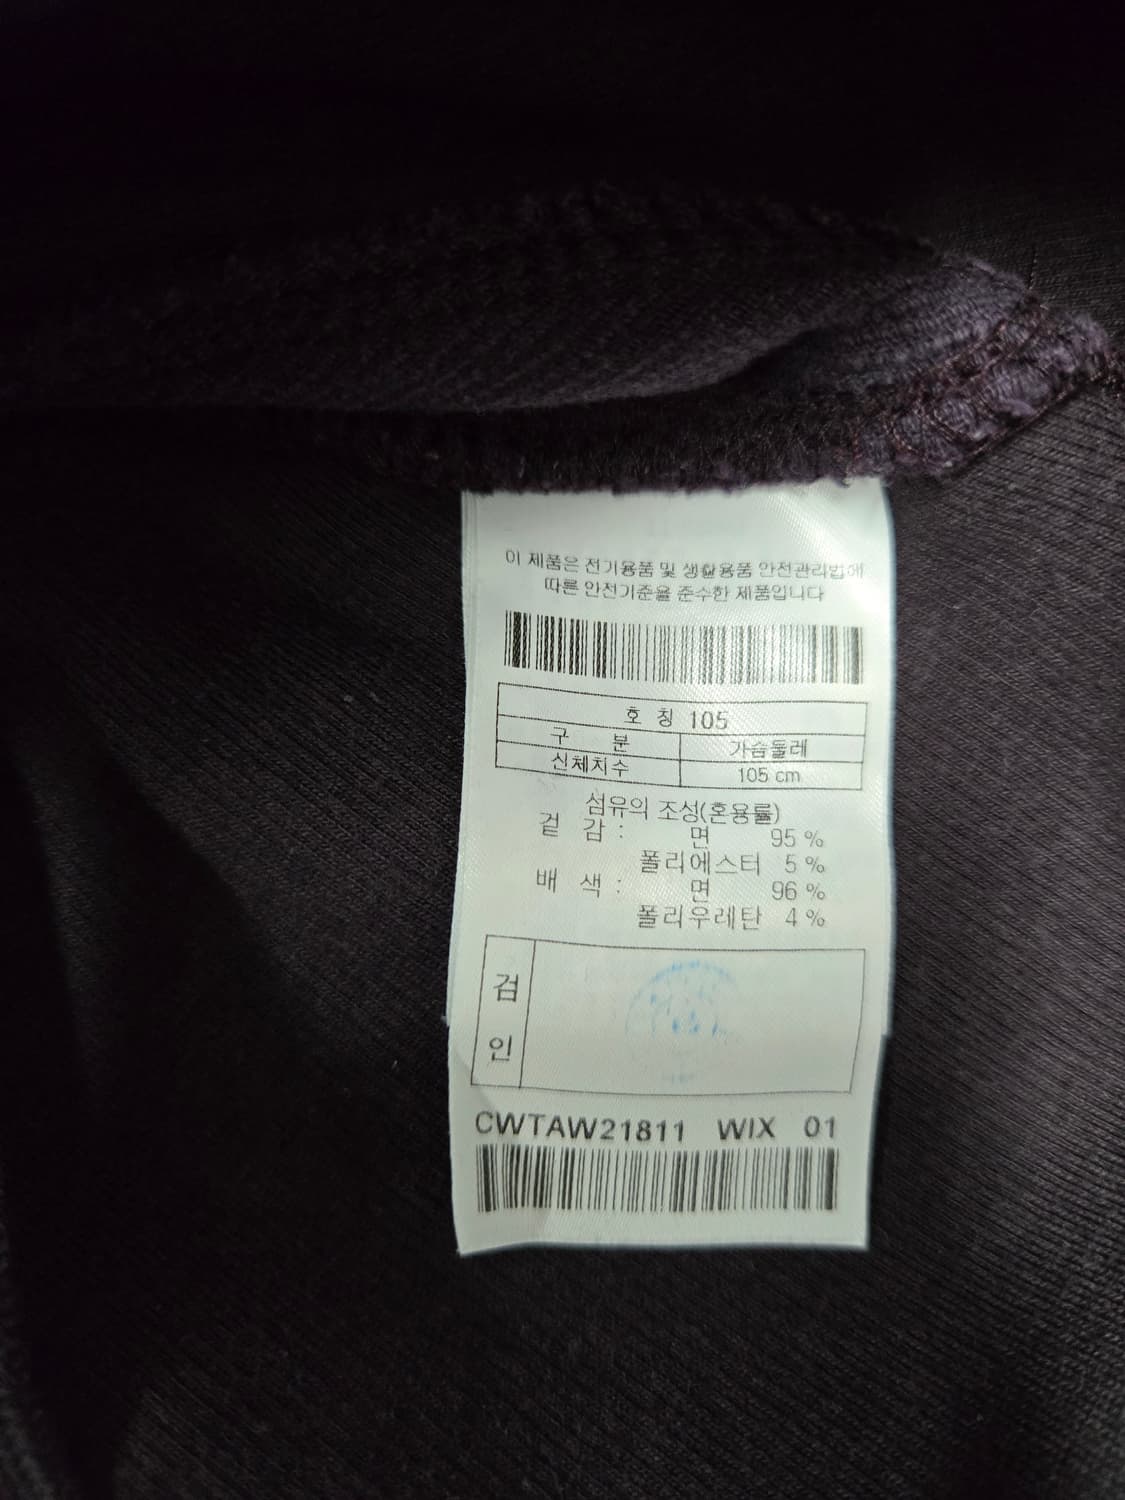 이 제품은 전기용품 및 생활용품 안전관리법에
따른 안전기준을 준수한 제품입니다
호 칭 105
구 분 가슴둘레
신체치수 105 cm
섬유의 조성(혼용률)
겉 감 : 면 95 %
폴리에스터 5 %
배 색 : 면 96 %
폴리우레탄 4 %
검
인
CWTAW21811 WIX 01